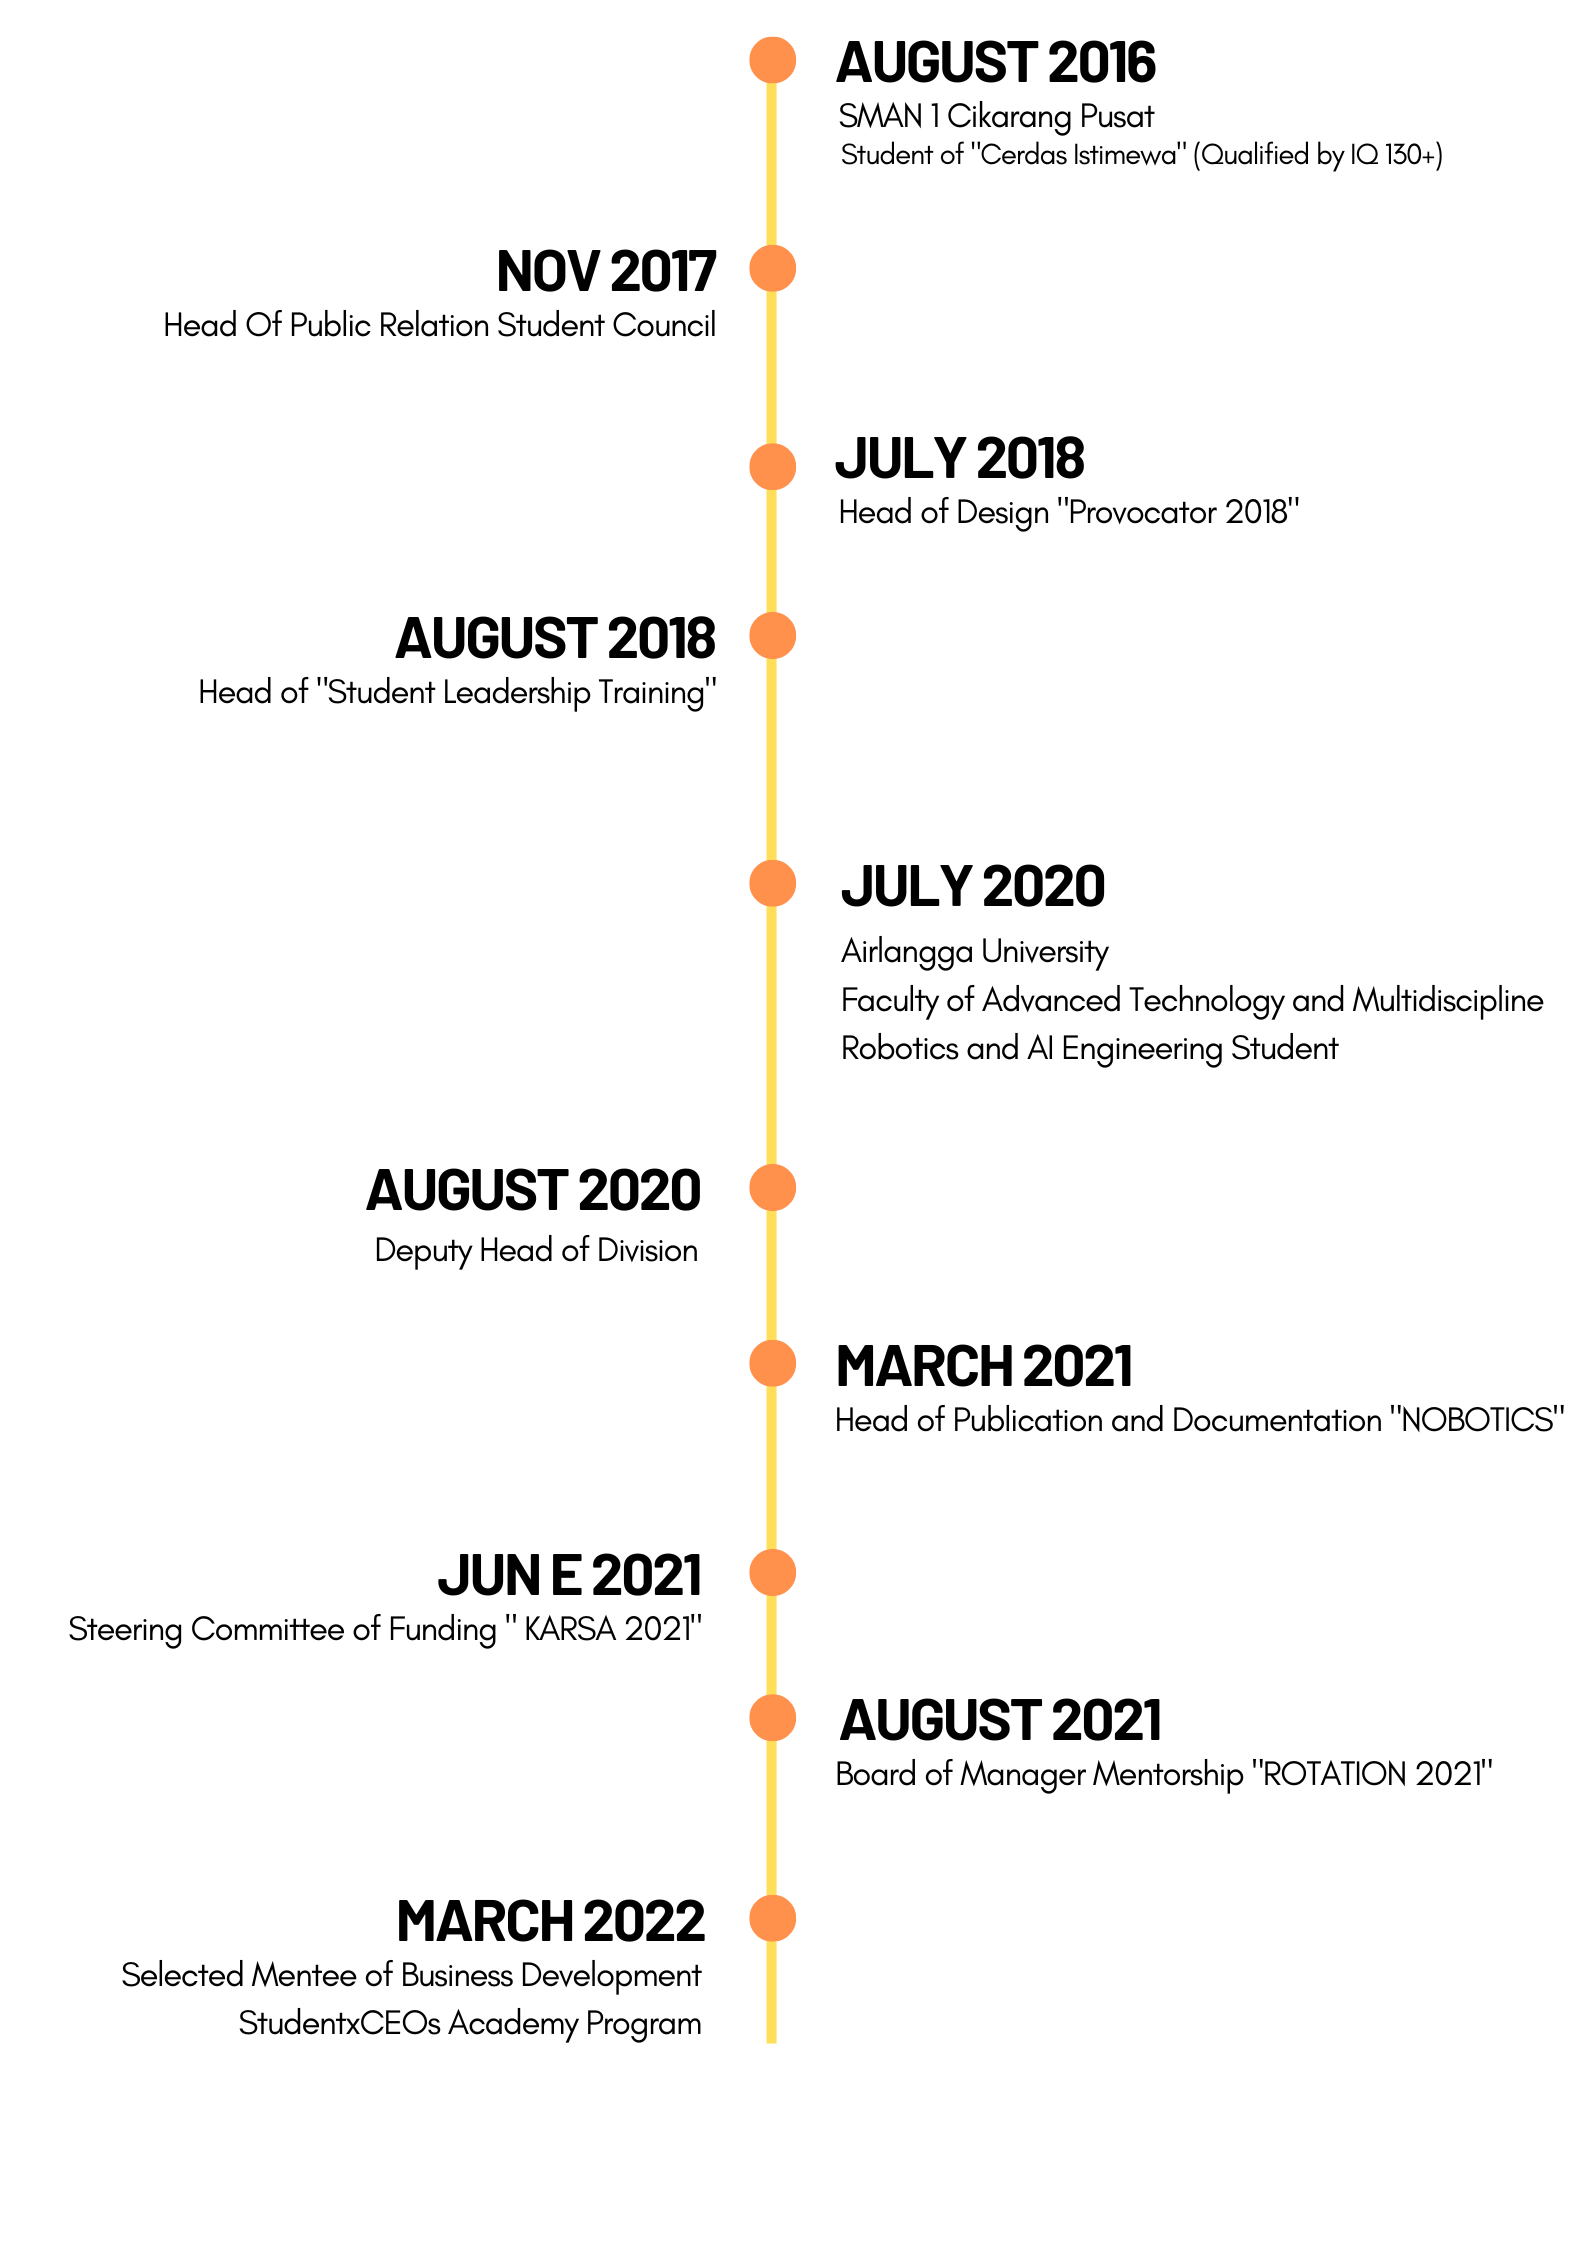 AUGUST 2016
SMAN 1 Cikarang Pusat
Student of "Cerdas Istimewa" (Qualified by IQ 130+)
NOV 2017
Head Of Public Relation Student Council
JULY 2018
Head of Design "Provocator 2018"
AUGUST 2018
Head of "Student Leadership Training"
JULY 2020
Airlangga University
Faculty of Advanced Technology and Multidiscipline
Robotics and AI Engineering Student
AUGUST 2020
Deputy Head of Division
MARCH 2021
Head of Publication and Documentation "NOBOTICS"
JUN E 2021
Steering Committee of Funding " KARSA 2021"
AUGUST 2021
Board of Manager Mentorship "ROTATION 2021"
MARCH 2022
Selected Mentee of Business Development
StudentxCEOs Academy Program